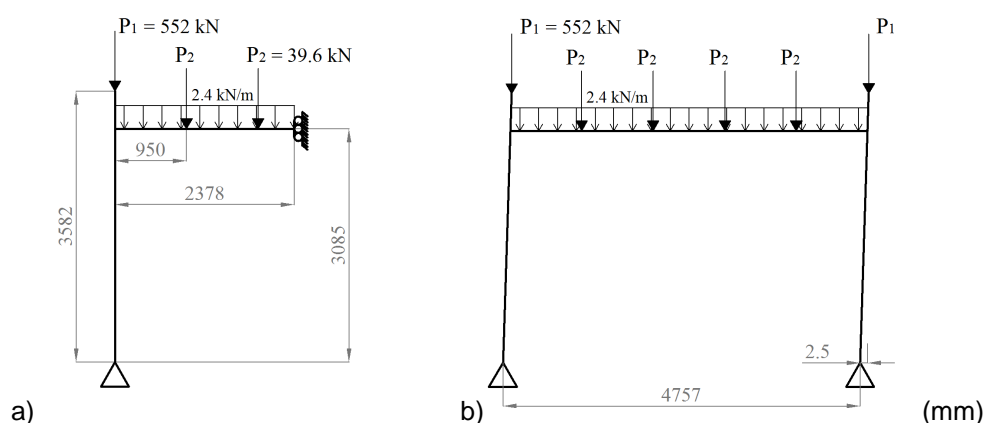 P1 = 552 kN
P2
P2 = 39.6 kN
2.4 kN/m
950
2378
3582
3085
a)
P1 = 552 kN
P1
P2
P2
P2
P2
2.4 kN/m
2.5
4757
b)
(mm)